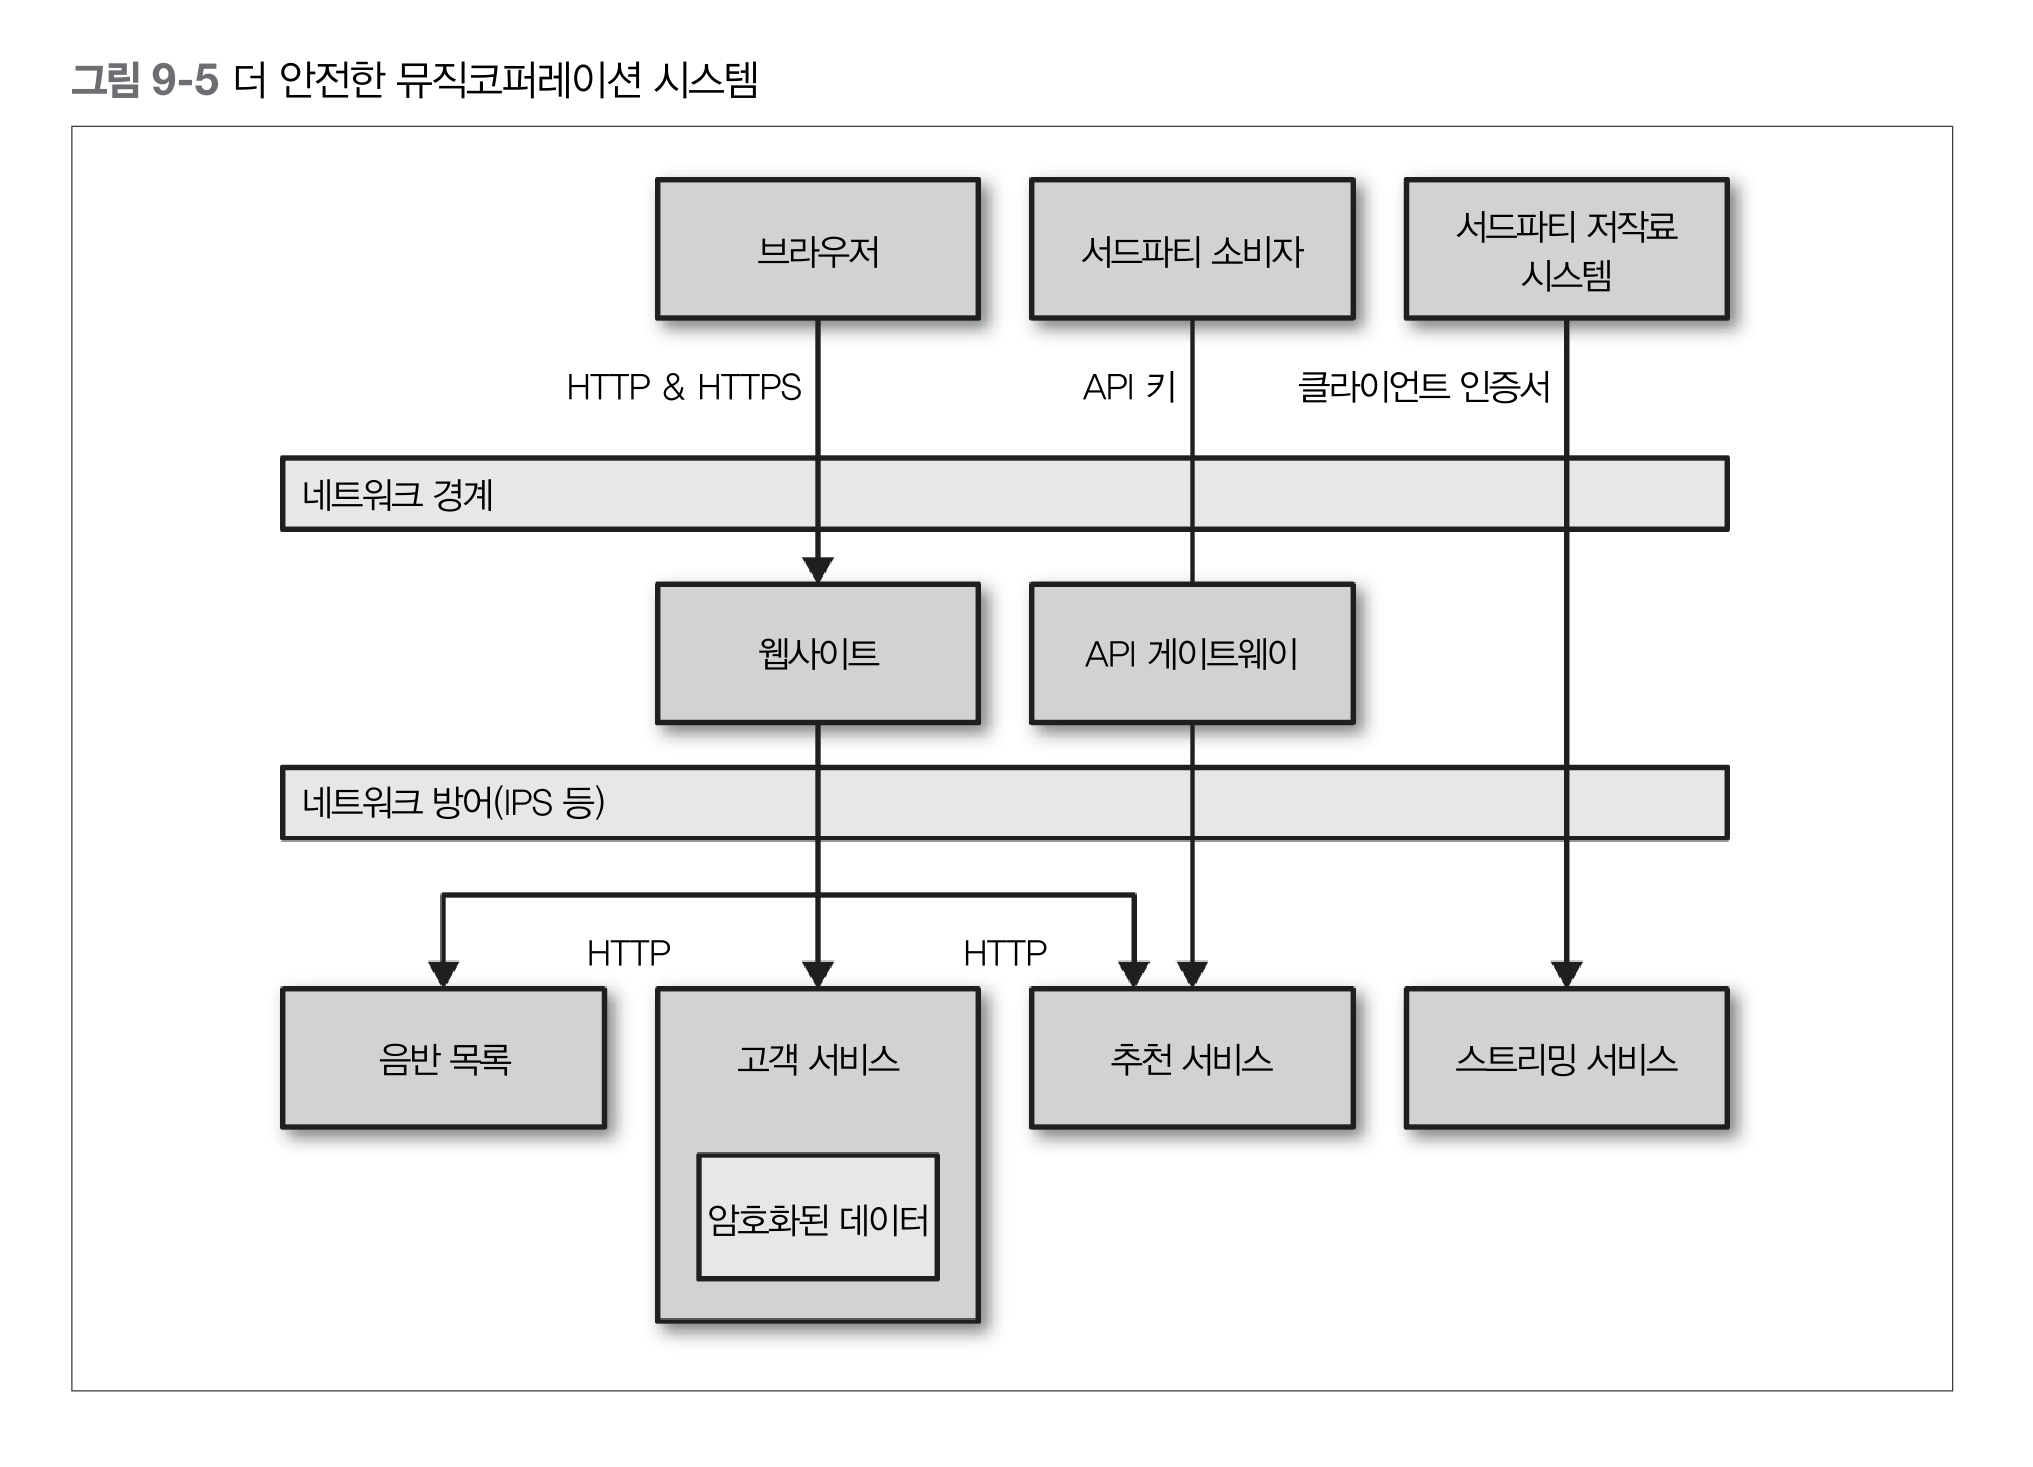 그림 9-5 더 안전한 뮤직코퍼레이션 시스템
브라우저
서드파티 소비자
서드파티 저작료
시스템
HTTP & HTTPS
API 키
클라이언트 인증서
네트워크 경계
웹사이트
API 게이트웨이
네트워크 방어(IPS 등)
HTTP
HTTP
음반 목록
고객 서비스
추천 서비스
스트리밍 서비스
암호화된 데이터